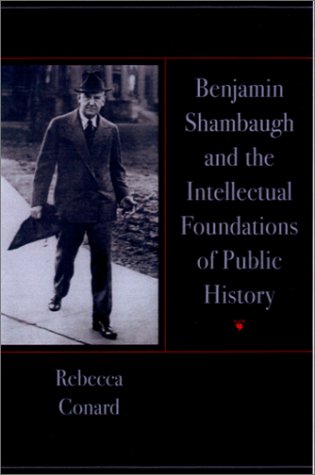 Benjamin
Shambaugh
and the
Intellectual
Foundations
of Public
History
Rebecca
Conard